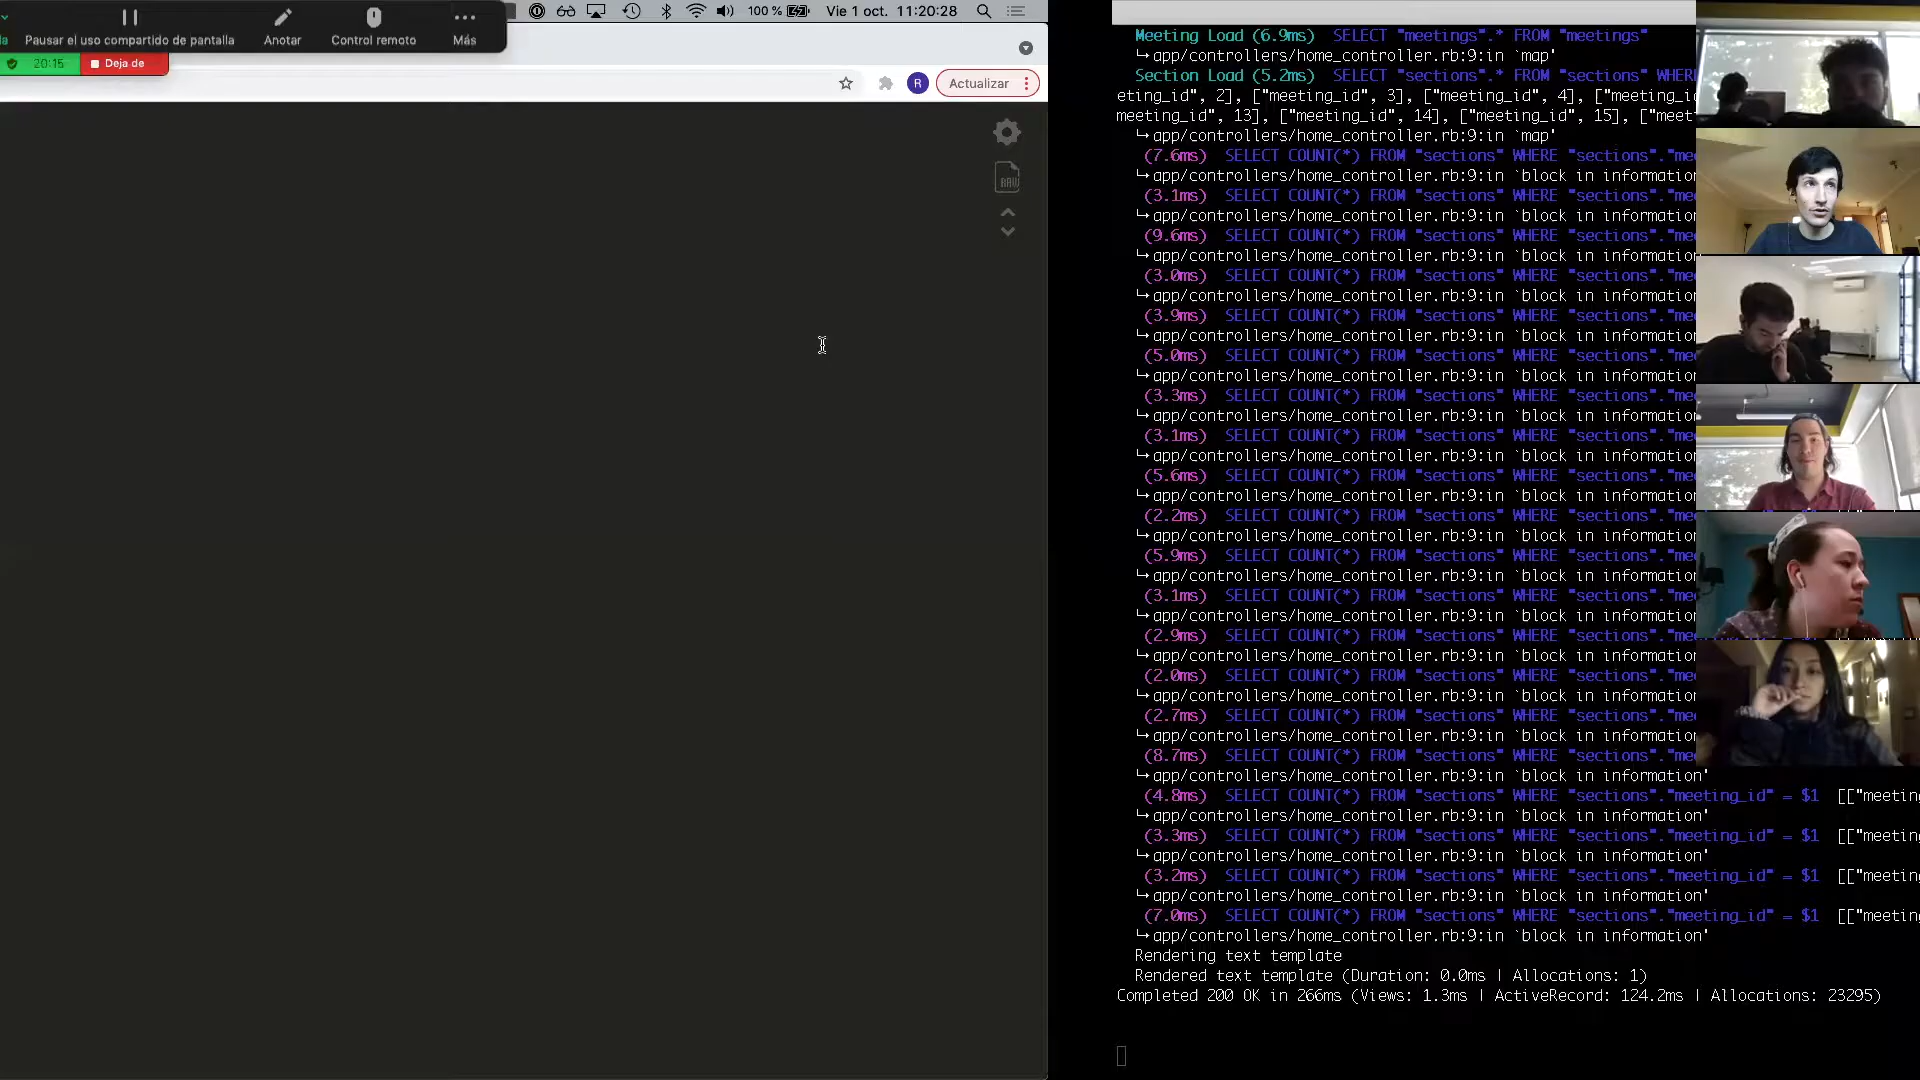 100 % Vie 1 oct. 11:20:28
Pausar el uso compartido de pantalla Anotar Control remoto Más
20:15 Deja de
R Actualizar
RAW
Meeting Load (6.9ms) SELECT "meetings".* FROM "meetings"
↳ app/controllers/home_controller.rb:9:in `map'
Section Load (5.2ms) SELECT "sections".* FROM "sections" WHERE
eting_id", 2], ["meeting_id", 3], ["meeting_id", 4], ["meeting_i
meeting_id", 13], ["meeting_id", 14], ["meeting_id", 15], ["meet
↳ app/controllers/home_controller.rb:9:in `map'
(7.6ms) SELECT COUNT(*) FROM "sections" WHERE "sections"."me
↳ app/controllers/home_controller.rb:9:in `block in information
(3.1ms) SELECT COUNT(*) FROM "sections" WHERE "sections"."me
↳ app/controllers/home_controller.rb:9:in `block in information
(9.6ms) SELECT COUNT(*) FROM "sections" WHERE "sections"."me
↳ app/controllers/home_controller.rb:9:in `block in information
(3.0ms) SELECT COUNT(*) FROM "sections" WHERE "sections"."me
↳ app/controllers/home_controller.rb:9:in `block in information
(3.9ms) SELECT COUNT(*) FROM "sections" WHERE "sections"."me
↳ app/controllers/home_controller.rb:9:in `block in information
(5.0ms) SELECT COUNT(*) FROM "sections" WHERE "sections"."me
↳ app/controllers/home_controller.rb:9:in `block in information
(3.3ms) SELECT COUNT(*) FROM "sections" WHERE "sections"."me
↳ app/controllers/home_controller.rb:9:in `block in information
(3.1ms) SELECT COUNT(*) FROM "sections" WHERE "sections"."me
↳ app/controllers/home_controller.rb:9:in `block in information
(5.6ms) SELECT COUNT(*) FROM "sections" WHERE "sections"."me
↳ app/controllers/home_controller.rb:9:in `block in information
(2.2ms) SELECT COUNT(*) FROM "sections" WHERE "sections"."me
↳ app/controllers/home_controller.rb:9:in `block in information
(5.9ms) SELECT COUNT(*) FROM "sections" WHERE "sections"."me
↳ app/controllers/home_controller.rb:9:in `block in information
(3.1ms) SELECT COUNT(*) FROM "sections" WHERE "sections"."me
↳ app/controllers/home_controller.rb:9:in `block in information
(2.9ms) SELECT COUNT(*) FROM "sections" WHERE "sections"."me
↳ app/controllers/home_controller.rb:9:in `block in information
(2.0ms) SELECT COUNT(*) FROM "sections" WHERE "sections"."me
↳ app/controllers/home_controller.rb:9:in `block in information
(2.7ms) SELECT COUNT(*) FROM "sections" WHERE "sections"."me
↳ app/controllers/home_controller.rb:9:in `block in information
(8.7ms) SELECT COUNT(*) FROM "sections" WHERE "sections"."me
↳ app/controllers/home_controller.rb:9:in `block in information'
(4.8ms) SELECT COUNT(*) FROM "sections" WHERE "sections"."meeting_id" = $1 [["meeting
↳ app/controllers/home_controller.rb:9:in `block in information'
(3.3ms) SELECT COUNT(*) FROM "sections" WHERE "sections"."meeting_id" = $1 [["meeting
↳ app/controllers/home_controller.rb:9:in `block in information'
(3.2ms) SELECT COUNT(*) FROM "sections" WHERE "sections"."meeting_id" = $1 [["meeting
↳ app/controllers/home_controller.rb:9:in `block in information'
(7.0ms) SELECT COUNT(*) FROM "sections" WHERE "sections"."meeting_id" = $1 [["meeting
↳ app/controllers/home_controller.rb:9:in `block in information'
Rendering text template
Rendered text template (Duration: 0.0ms | Allocations: 1)
Completed 200 OK in 266ms (Views: 1.3ms | ActiveRecord: 124.2ms | Allocations: 23295)